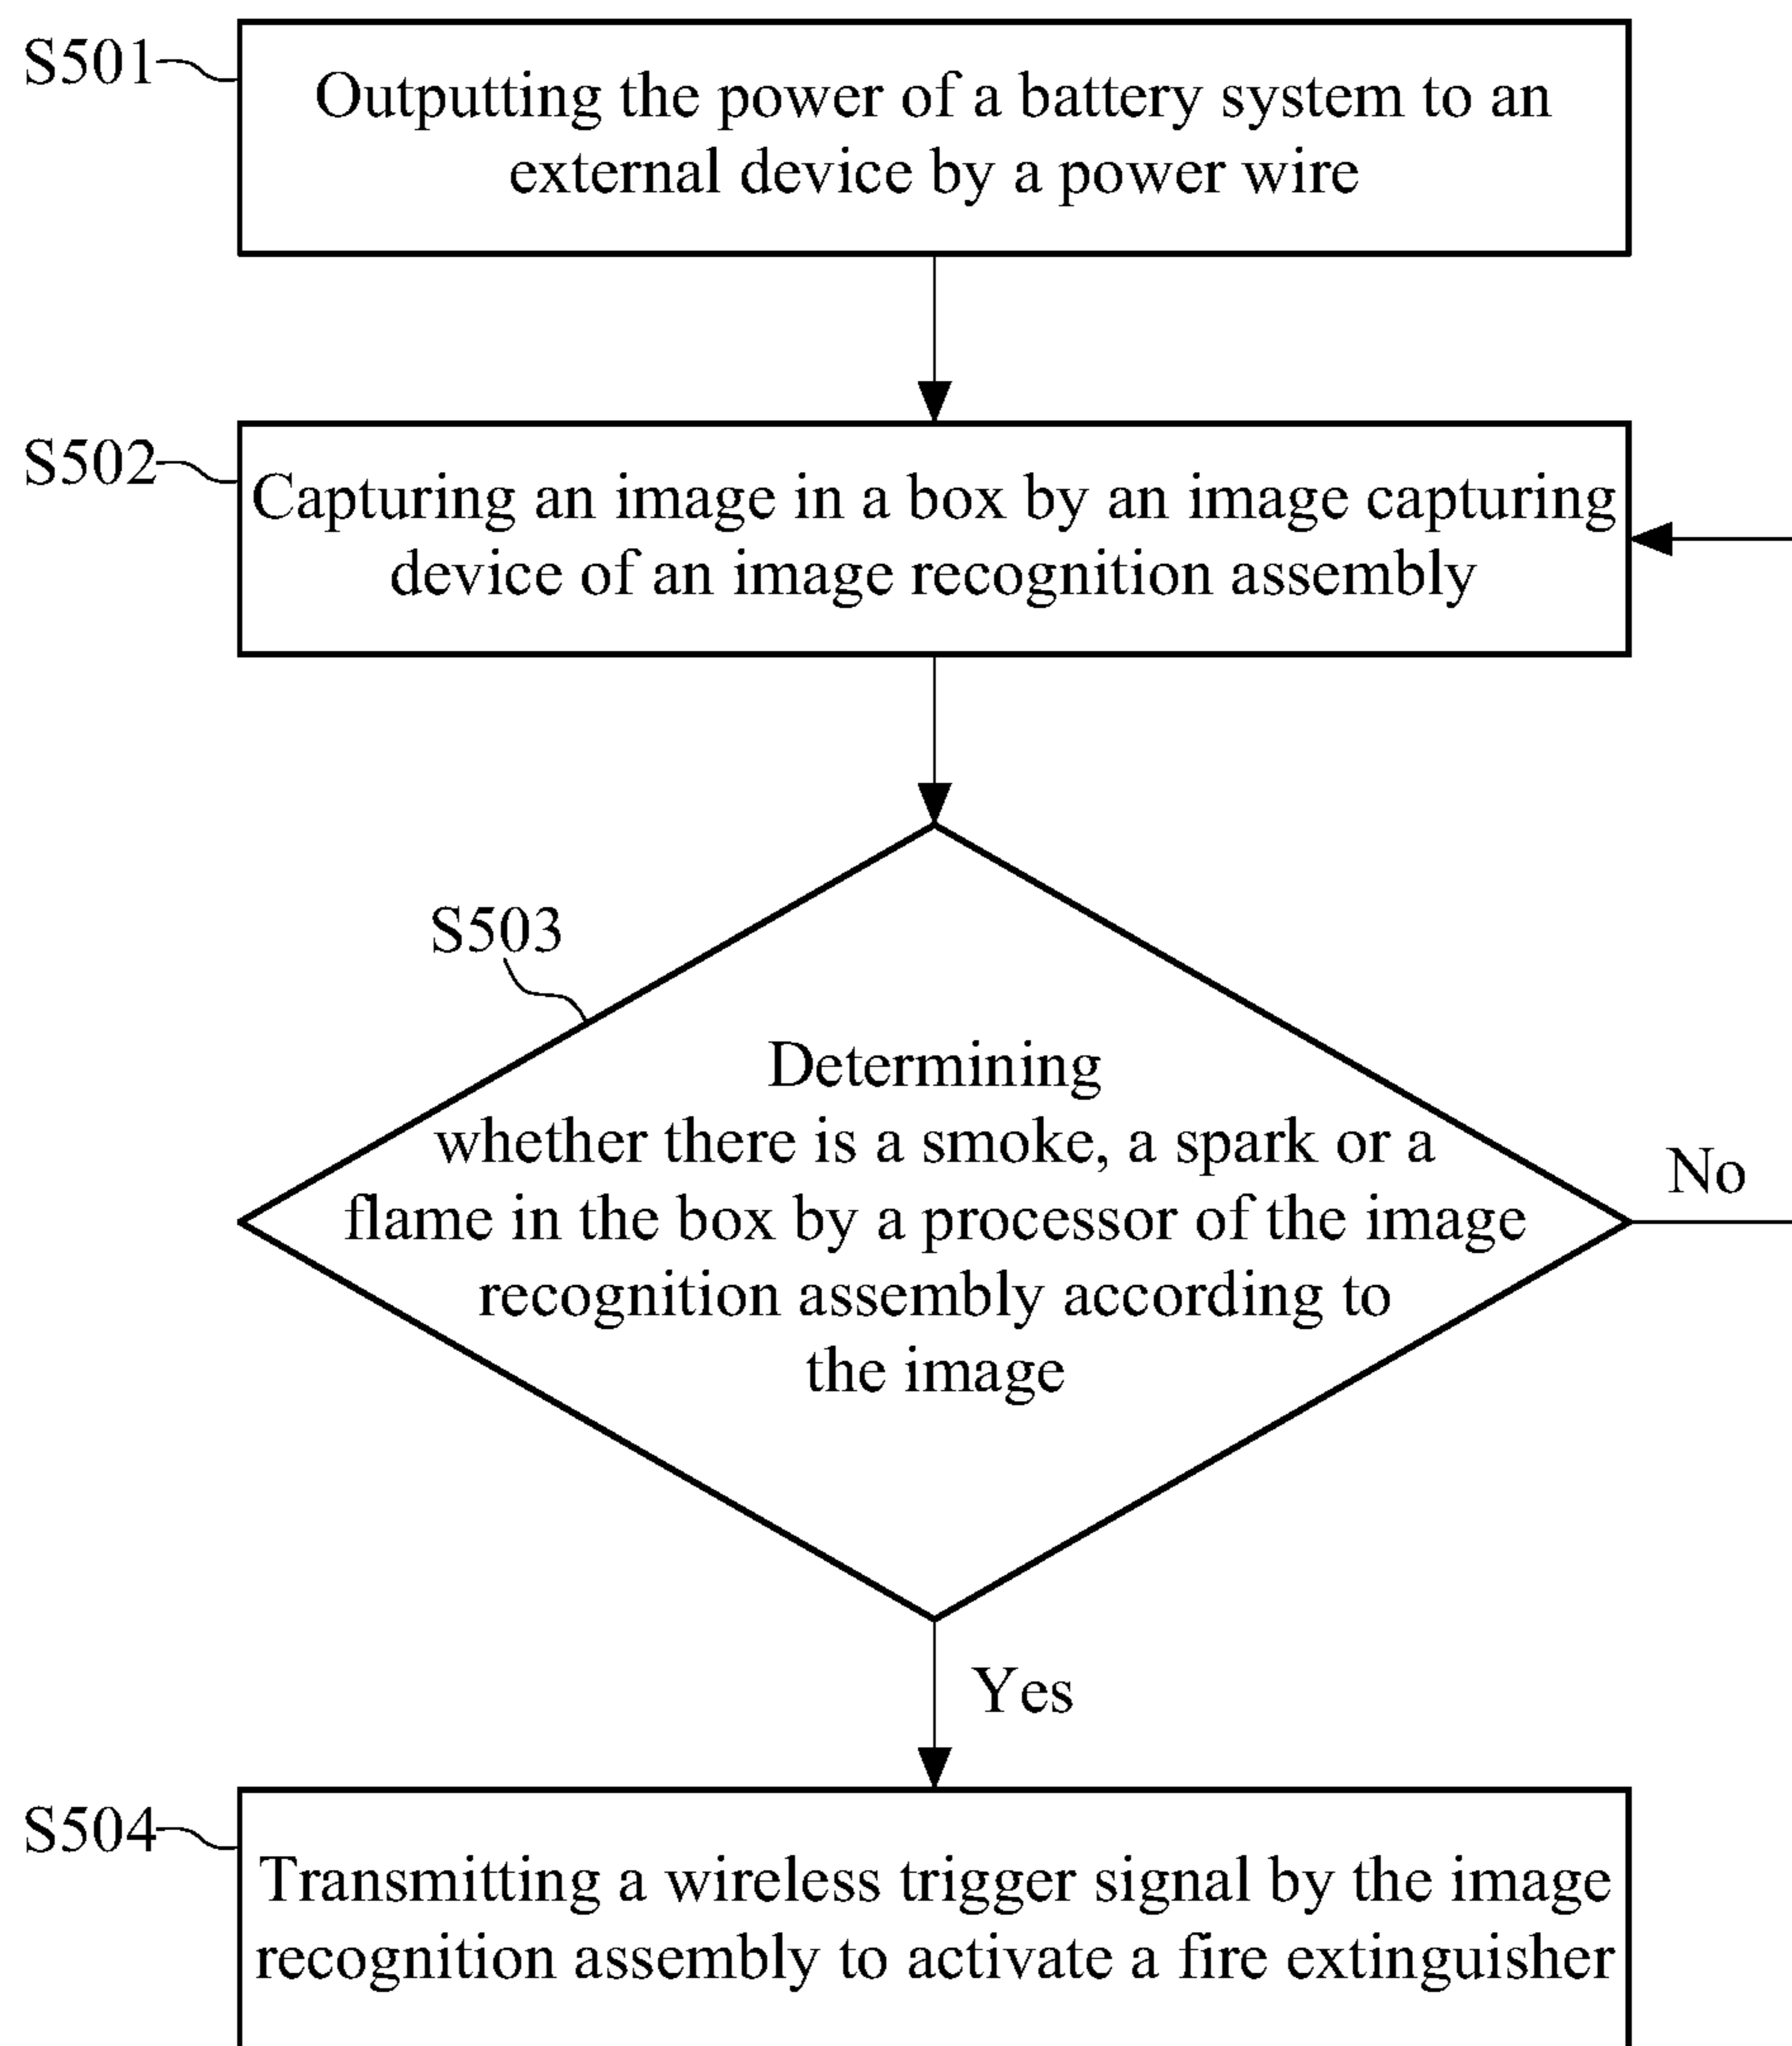 S501
Outputting the power of a battery system to an
external device by a power wire
S502
Capturing an image in a box by an image capturing
device of an image recognition assembly
S503
Determining
whether there is a smoke, a spark or a
flame in the box by a processor of the image
recognition assembly according to
the image
No
Yes
S504
Transmitting a wireless trigger signal by the image
recognition assembly to activate a fire extinguisher